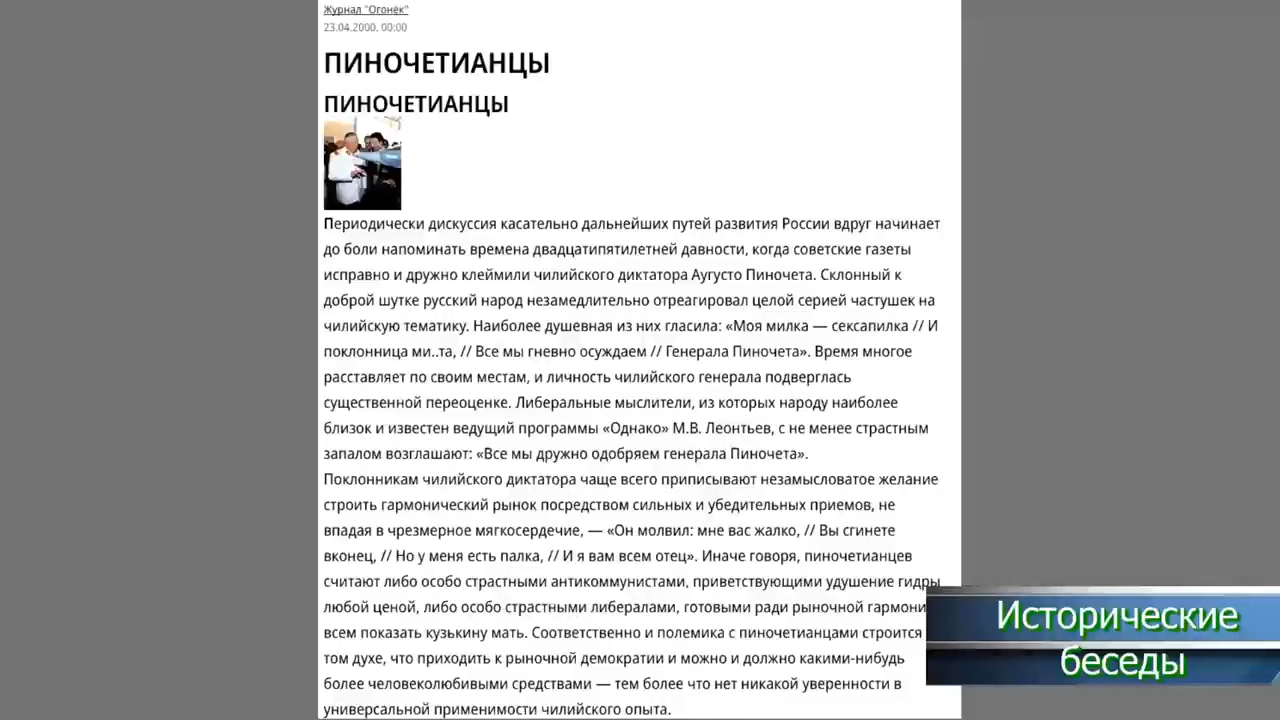 Журнал "Огонёк"
23.04.2000, 00:00
ПИНОЧЕТИАНЦЫ
ПИНОЧЕТИАНЦЫ
Периодически дискуссия касательно дальнейших путей развития России вдруг начинает
до боли напоминать времена двадцатипятилетней давности, когда советские газеты
исправно и дружно клеймили чилийского диктатора Аугусто Пиночета. Склонный к
доброй шутке русский народ незамедлительно отреагировал целой серией частушек на
чилийскую тематику. Наиболее душевная из них гласила: «Моя милка — сексапилка // И
поклонница ми..та, // Все мы гневно осуждаем // Генерала Пиночета». Время многое
расставляет по своим местам, и личность чилийского генерала подверглась
существенной переоценке. Либеральные мыслители, из которых народу наиболее
близок и известен ведущий программы «Однако» М.В. Леонтьев, с не менее страстным
запалом возглашают: «Все мы дружно одобряем генерала Пиночета».
Поклонникам чилийского диктатора чаще всего приписывают незамысловатое желание
строить гармонический рынок посредством сильных и убедительных приемов, не
впадая в чрезмерное мягкосердечие, — «Он молвил: мне вас жалко, // Вы сгинете
вконец, // Но у меня есть палка, // И я вам всем отец». Иначе говоря, пиночетианцев
считают либо особо страстными антикоммунистами, приветствующими удушение гидры
любой ценой, либо особо страстными либералами, готовыми ради рыночной гармони
всем показать кузькину мать. Соответственно и полемика с пиночетианцами строится
том духе, что приходить к рыночной демократии и можно и должно какими-нибудь
более человеколюбивыми средствами — тем более что нет никакой уверенности в
универсальной применимости чилийского опыта.
Исторические
беседы